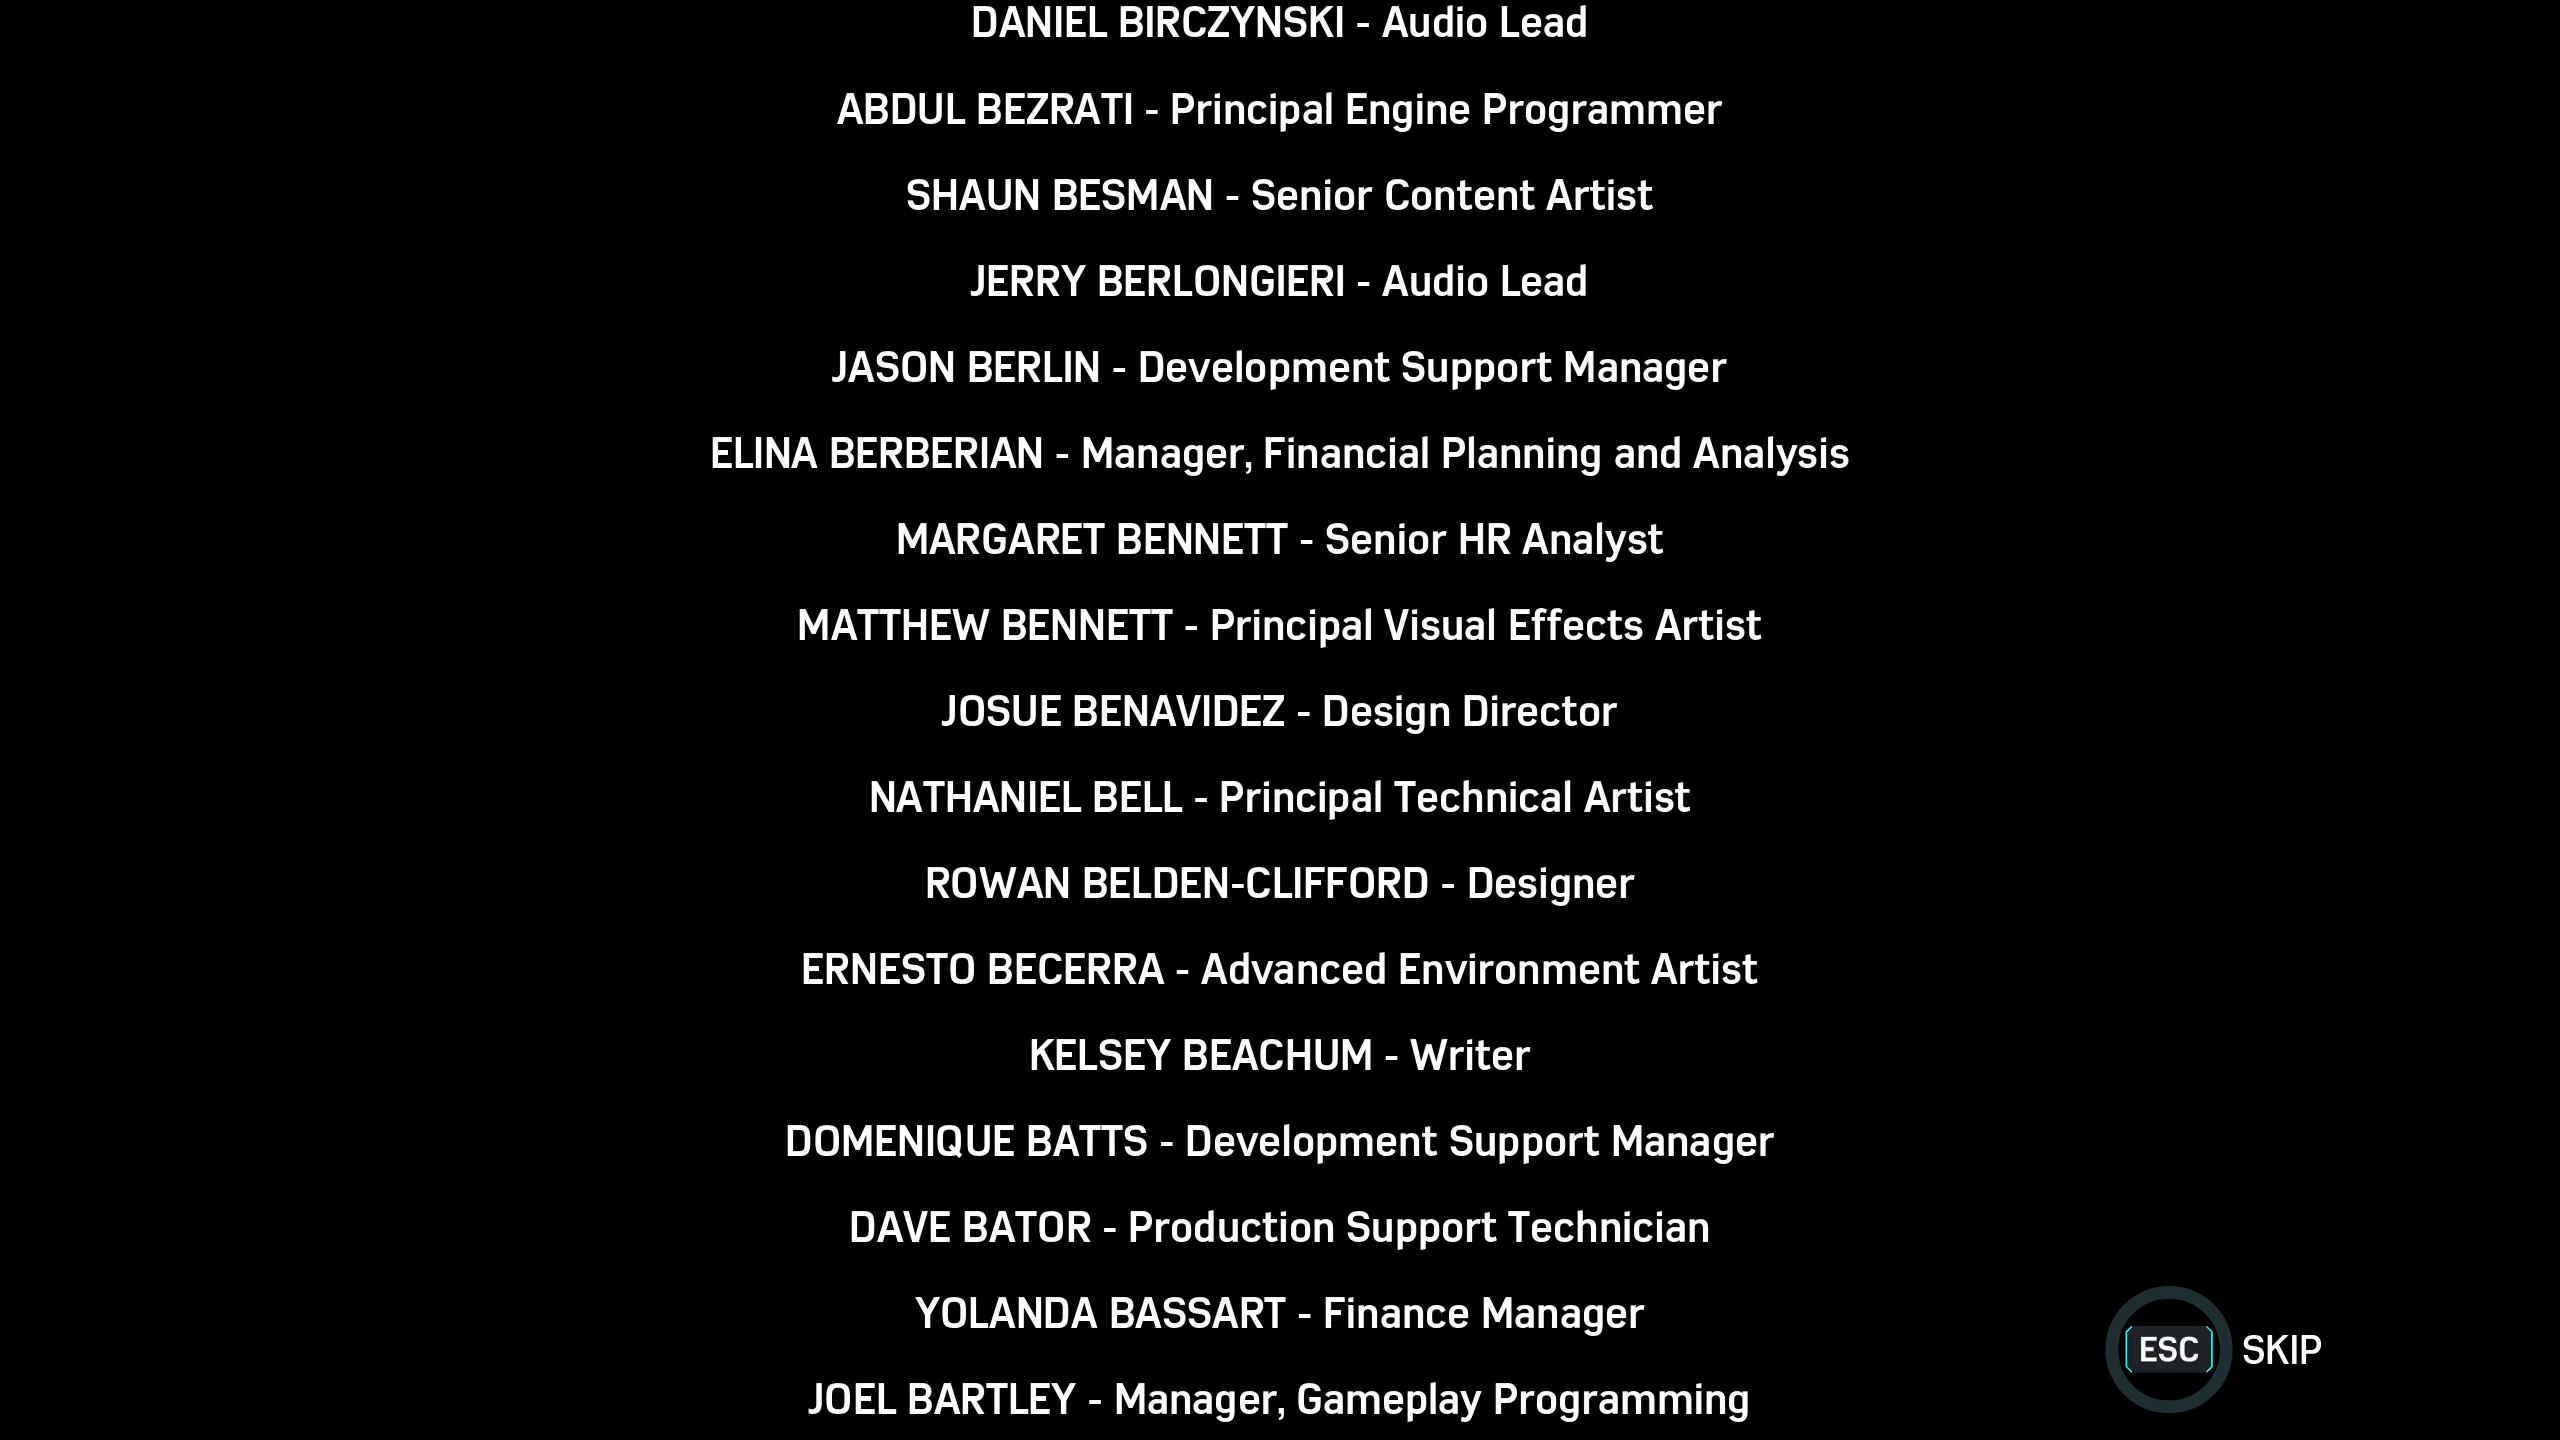 DANIEL BIRCZYNSKI - Audio Lead
ABDUL BEZRATI - Principal Engine Programmer
SHAUN BESMAN - Senior Content Artist
JERRY BERLONGIERI - Audio Lead
JASON BERLIN - Development Support Manager
ELINA BERBERIAN - Manager, Financial Planning and Analysis
MARGARET BENNETT - Senior HR Analyst
MATTHEW BENNETT - Principal Visual Effects Artist
JOSUE BENAVIDEZ - Design Director
NATHANIEL BELL - Principal Technical Artist
ROWAN BELDEN-CLIFFORD - Designer
ERNESTO BECERRA - Advanced Environment Artist
KELSEY BEACHUM - Writer
DOMENIQUE BATTS - Development Support Manager
DAVE BATOR - Production Support Technician
YOLANDA BASSART - Finance Manager
ESC SKIP
JOEL BARTLEY - Manager, Gameplay Programming